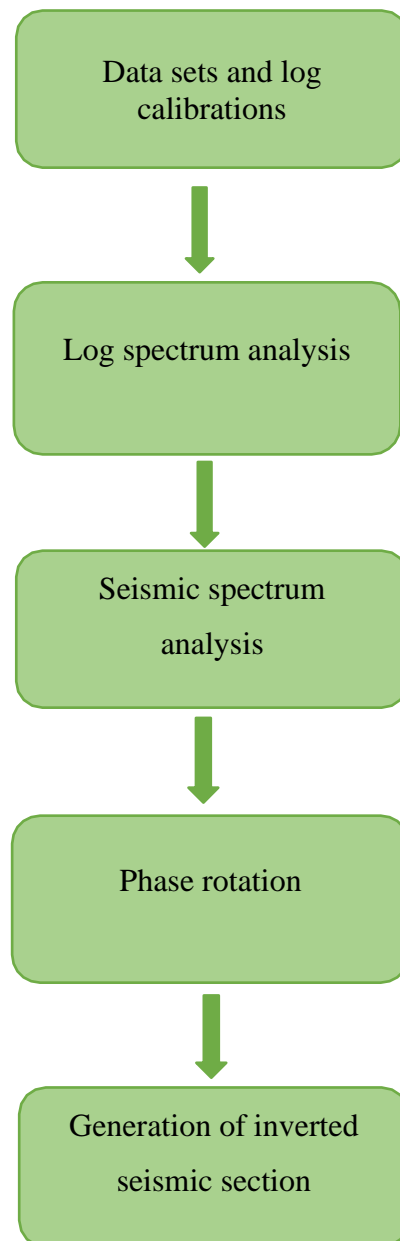 Data sets and log
calibrations
Log spectrum analysis
Seismic spectrum
analysis
Phase rotation
Generation of inverted
seismic section